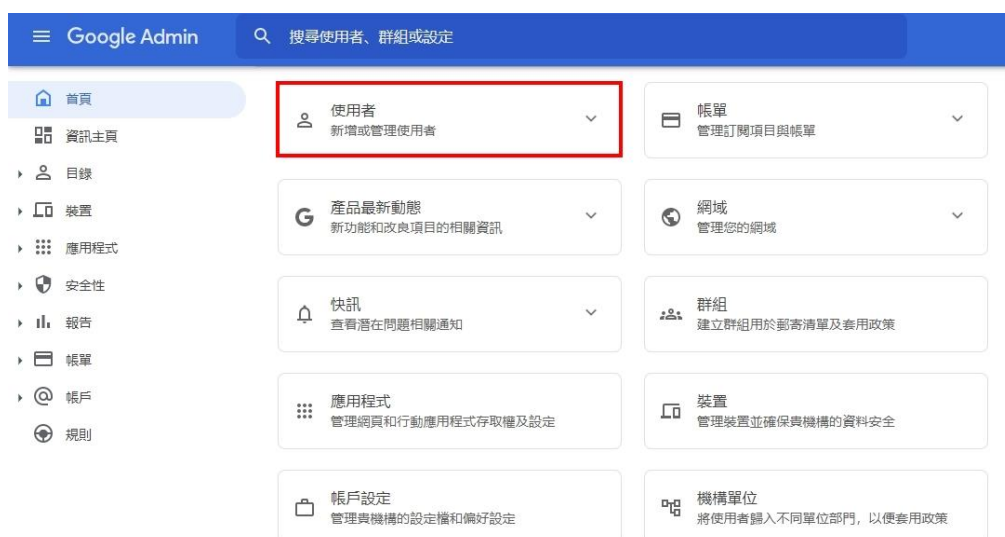 Google Admin
搜尋使用者、群組或設定
首頁
資訊主頁
目錄
裝置
應用程式
安全性
報告
帳單
帳戶
規則
使用者
新增或管理使用者
帳單
管理訂閱項目與帳單
產品最新動態
新功能和改良項目的相關資訊
網域
管理您的網域
快訊
查看潛在問題相關通知
群組
建立群組用於郵寄清單及套用政策
應用程式
管理網頁和行動應用程式存取權及設定
裝置
管理裝置並確保貴機構的資料安全
帳戶設定
管理貴機構的設定檔和偏好設定
機構單位
將使用者歸入不同單位部門，以便套用政策